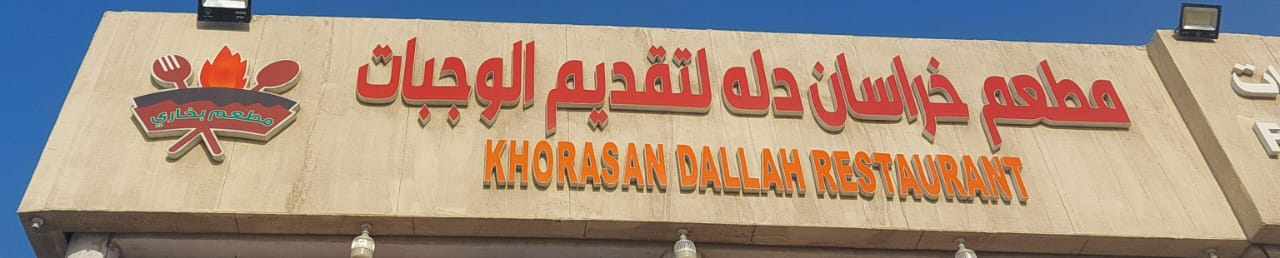 مطعم خراسان دله لتقديم الوجبات
KHORASAN DALLAH RESTAURANT
مطعم بخاري